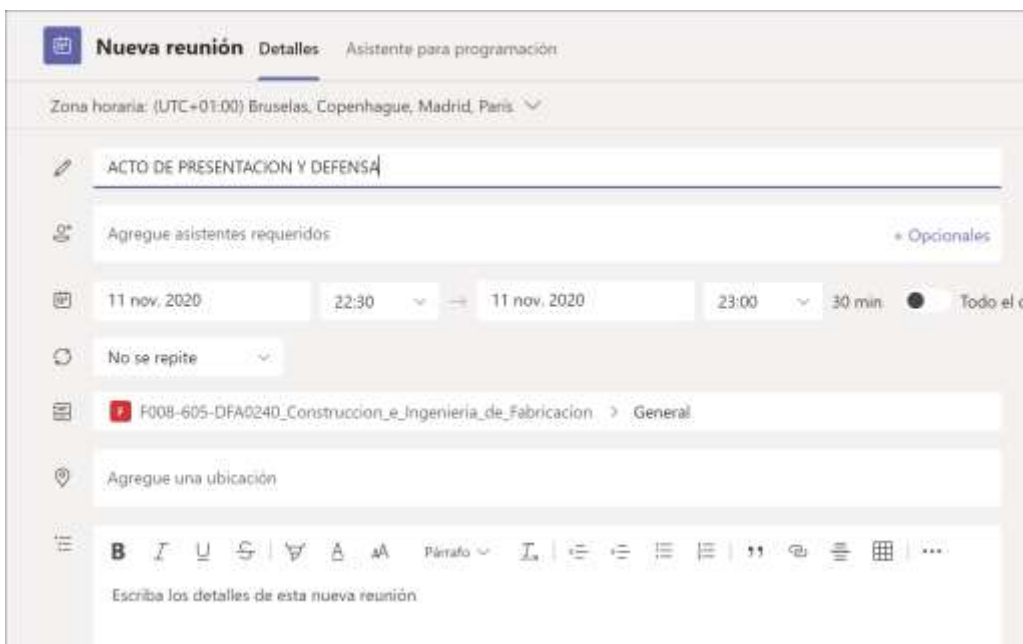 Nueva reunión Detalles Asistente para programación
Zona horaria: (UTC+01:00) Bruselas, Copenhague, Madrid, París
ACTO DE PRESENTACION Y DEFENSA
Agregue asistentes requeridos + Opcionales
11 nov. 2020 22:30 → 11 nov. 2020 23:00 30 min Todo el d
No se repite
F F008-605-DFA0240_Construccion_e_Ingenieria_de_Fabricacion > General
Agregue una ubicación
B I U S A AA Párrafo
Escriba los detalles de esta nueva reunión